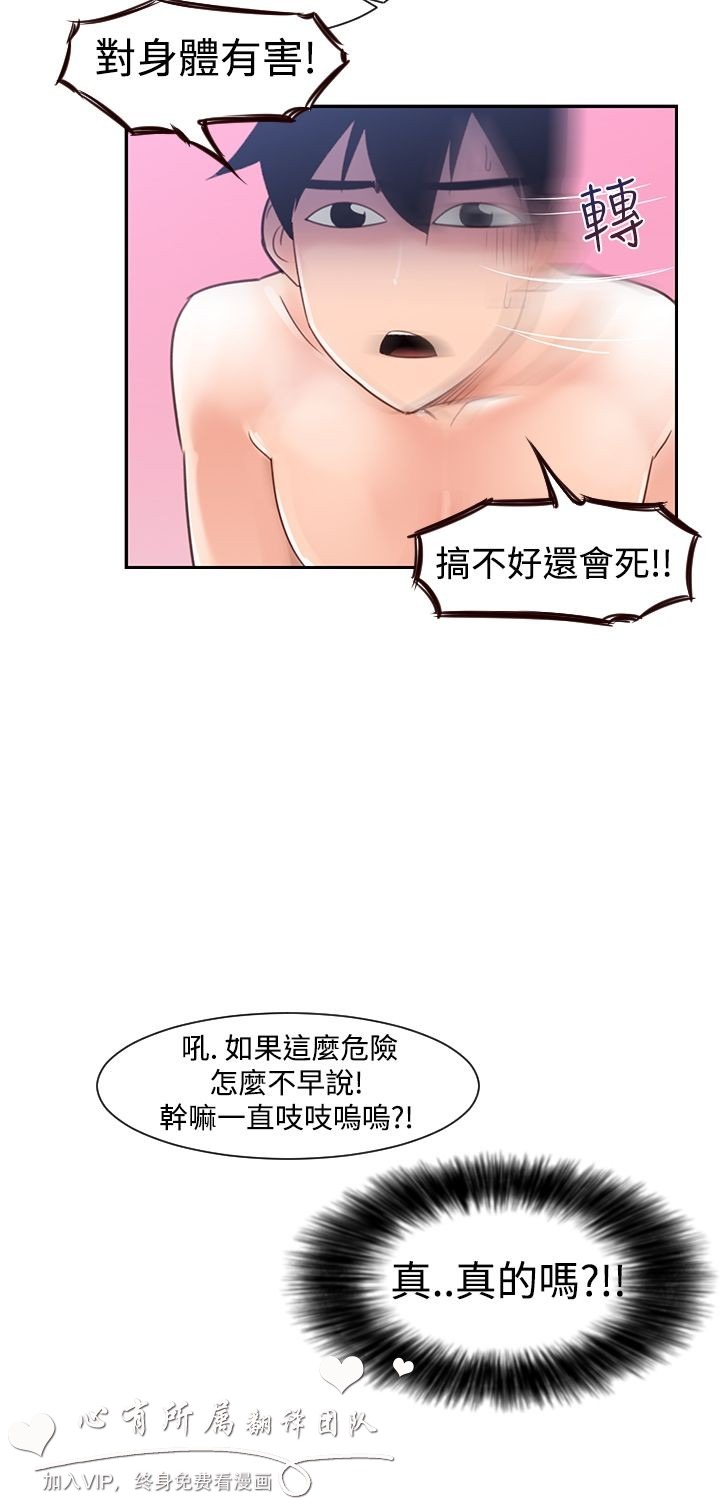 對身體有害!
轉
搞不好還會死!!
吼. 如果這麼危險
怎麼不早說!
幹嘛一直吱吱嗚嗚?!
真..真的嗎?!!
心有所属翻译团队
加入VIP，终身免费看漫画